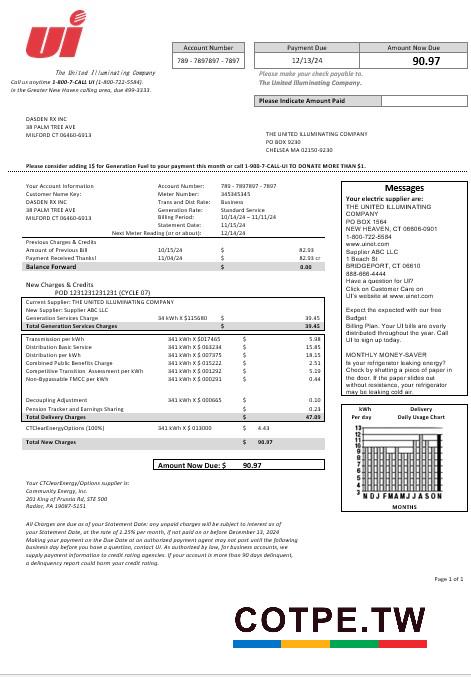 ui
The United Illuminating Company
Call us anytime 1-800-7-CALL UI (1-800-722-5584).
in the Greater New Haven calling area, due 499-3333.
Account Number
789 - 7897897 - 7897
Payment Due
Amount Now Due
12/13/24
90.97
Please make your check payable to.
The United Illuminating Company.
Please Indicate Amount Paid
DASDEN RX INC
38 PALM TREE AVE
MILFORD CT 06460-6913
THE UNITED ILLUMINATING COMPANY
PO BOX 9230
CHELSEA MA 02150-9230
Please consider adding 1$ for Generation Fuel to your payment this month or call 1-900-7-CALL-UI TO DONATE MORE THAN $1.
Your Account Information
Customer Name Key:
DASDEN RX INC
38 PALM TREE AVE
MILFORD CT 06460-6913
Account Number: 789 - 7897897 - 7897
Meter Number: 345345345
Trans and Dist Rate: Business
Generation Rate: Standard Service
Billing Period: 10/14/24 – 11/11/24
Statement Date: 11/15/24
Next Meter Reading (or or about): 12/14/24
Previous Charges & Credits
Amount of Previous Bill 10/15/24 $ 82.93
Payment Received Thanks! 11/04/24 $ 82.93 cr
Balance Forward $ 0.00
New Charges & Credits
POD 1231231231231 (CYCLE 07)
Current Supplier: THE UNITED ILLUMINATING COMPANY
New Supplier: Supplier ABC LLC
Generation Services Charge 34 kWh X $115680 $ 39.45
Total Generation Services Charges $ 39.45
Transmission per kWh 341 kWh X $017465 $ 5.98
Distribution Basic Service 341 kWh X $ 063234 $ 15.85
Distribution per kWh 341 kWh X $ 007375 $ 18.15
Combined Public Benefits Charge 341 kWh X $ 015222 $ 2.51
Competitive Transition Assessment per kWh 341 kWh X $ 001292 $ 5.19
Non-Bypassable FMCC per kWh 341 kWh X $ 000291 $ 0.44
Decoupling Adjustment 341 kWh X $ 000665 $ 0.10
Pension Tracker and Earnings Sharing $ 0.23
Total Delivery Charges $ 47.09
CTClearEnergyOptions (100%) 341 kWh X $ 013000 $ 4.43
Total New Charges $ 90.97
Amount Now Due: $ 90.97
Your CTClearEnergy/Options supplier is:
Community Energy, Inc.
201 King of Prussia Rd, STE 500
Radior, PA 19087-5151
All Charges are due as of your Statement Date: any unpaid charges will be subject to interest as of
your Statement Date, at the rate of 1.25% per month, if not paid on or before December 13, 2024
Making your payment on the Due Date at an authorized payment agent may not post until the following
business day before you have a question, contact UI. As authorized by law, for business accounts, we
supply payment information to credit rating agencies. If your account is more than 90 days delinquent,
a delinquency report could harm your credit rating.
Messages
Your electric supplier are:
THE UNITED ILLUMINATING
COMPANY
PO BOX 1564
NEW HEAVEN, CT 06606-0901
1-800-722-5584
www.uinet.com
Supplier ABC LLC
1 Beach St
BRIDGEPORT, CT 06610
888-666-4444
Have a question for UI?
Click on Customer Care on
UI's website at www.uinet.com
Expect the expected with our free
Budget
Billing Plan. Your UI bills are overly
distributed throughout the year. Call
UI to sign up today.
MONTHLY MONEY-SAVER
Is your refrigerator leaking energy?
Check by shutting a piece of paper in
the door. If the paper slides out
without resistance, your refrigerator
may be leaking cold air.
kWh Delivery
Per day Daily Usage Chart
13
12
11
10
9
8
7
6
5
4
3
N D J F M A M J J A S O N
MONTHS
Page 1 of 1
COTPE.TW